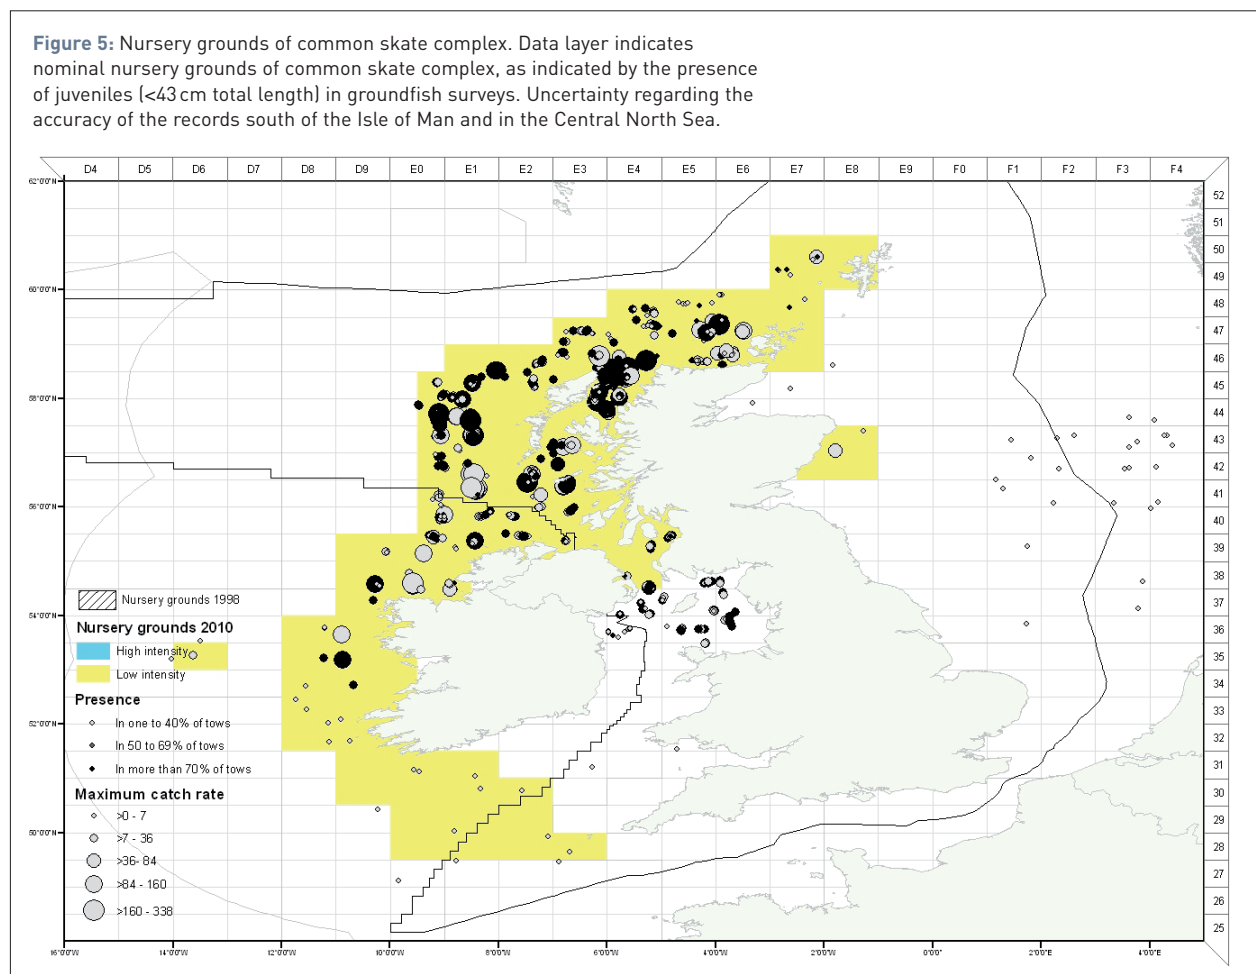 Figure 5: Nursery grounds of common skate complex. Data layer indicates
nominal nursery grounds of common skate complex, as indicated by the presence
of juveniles (<43 cm total length) in groundfish surveys. Uncertainty regarding the
accuracy of the records south of the Isle of Man and in the Central North Sea.
D4 D5 D6 D7 D8 D9 E0 E1 E2 E3 E4 E5 E6 E7 E8 E9 F0 F1 F2 F3 F4
62°0'0"N
52
51
50
49
60°0'0"N
48
47
46
45
58°0'0"N
44
43
42
41
56°0'0"N
40
39
38
37
54°0'0"N
36
35
34
33
52°0'0"N
32
31
30
29
50°0'0"N
28
27
26
25
Nursery grounds 1998
Nursery grounds 2010
High intensity
Low intensity
Presence
In one to 40% of tows
In 50 to 69% of tows
In more than 70% of tows
Maximum catch rate
>0 - 7
>7 - 36
>36- 84
>84 - 160
>160 - 338
16°0'0"W 14°0'0"W 12°0'0"W 10°0'0"W 8°0'0"W 6°0'0"W 4°0'0"W 2°0'0"W 0°0'0" 2°0'0"E 4°0'0"E